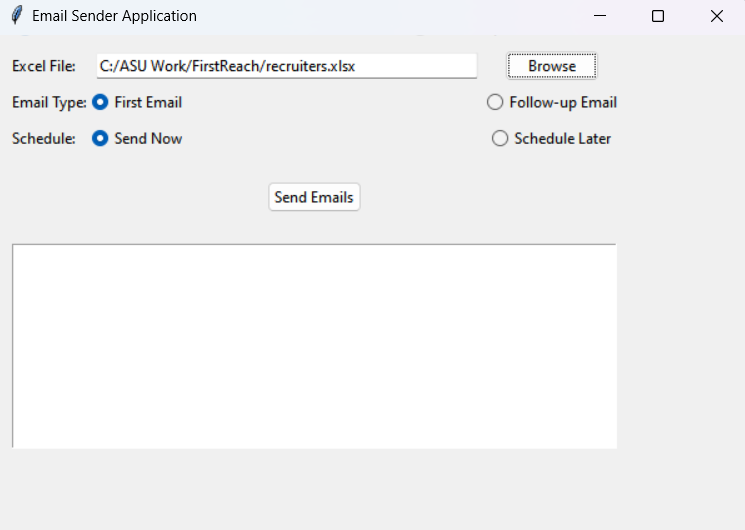 Email Sender Application
Excel File: C:/ASU Work/FirstReach/recruiters.xlsx Browse
Email Type: First Email Follow-up Email
Schedule: Send Now Schedule Later
Send Emails